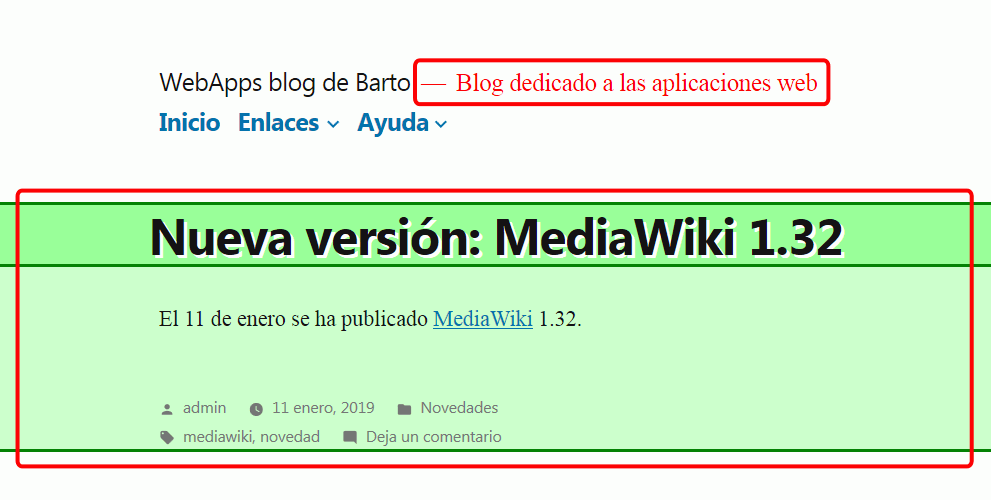 WebApps blog de Barto — Blog dedicado a las aplicaciones web
Inicio Enlaces Ayuda
Nueva versión: MediaWiki 1.32
El 11 de enero se ha publicado MediaWiki 1.32.
admin 11 enero, 2019 Novedades
mediawiki, novedad Deja un comentario